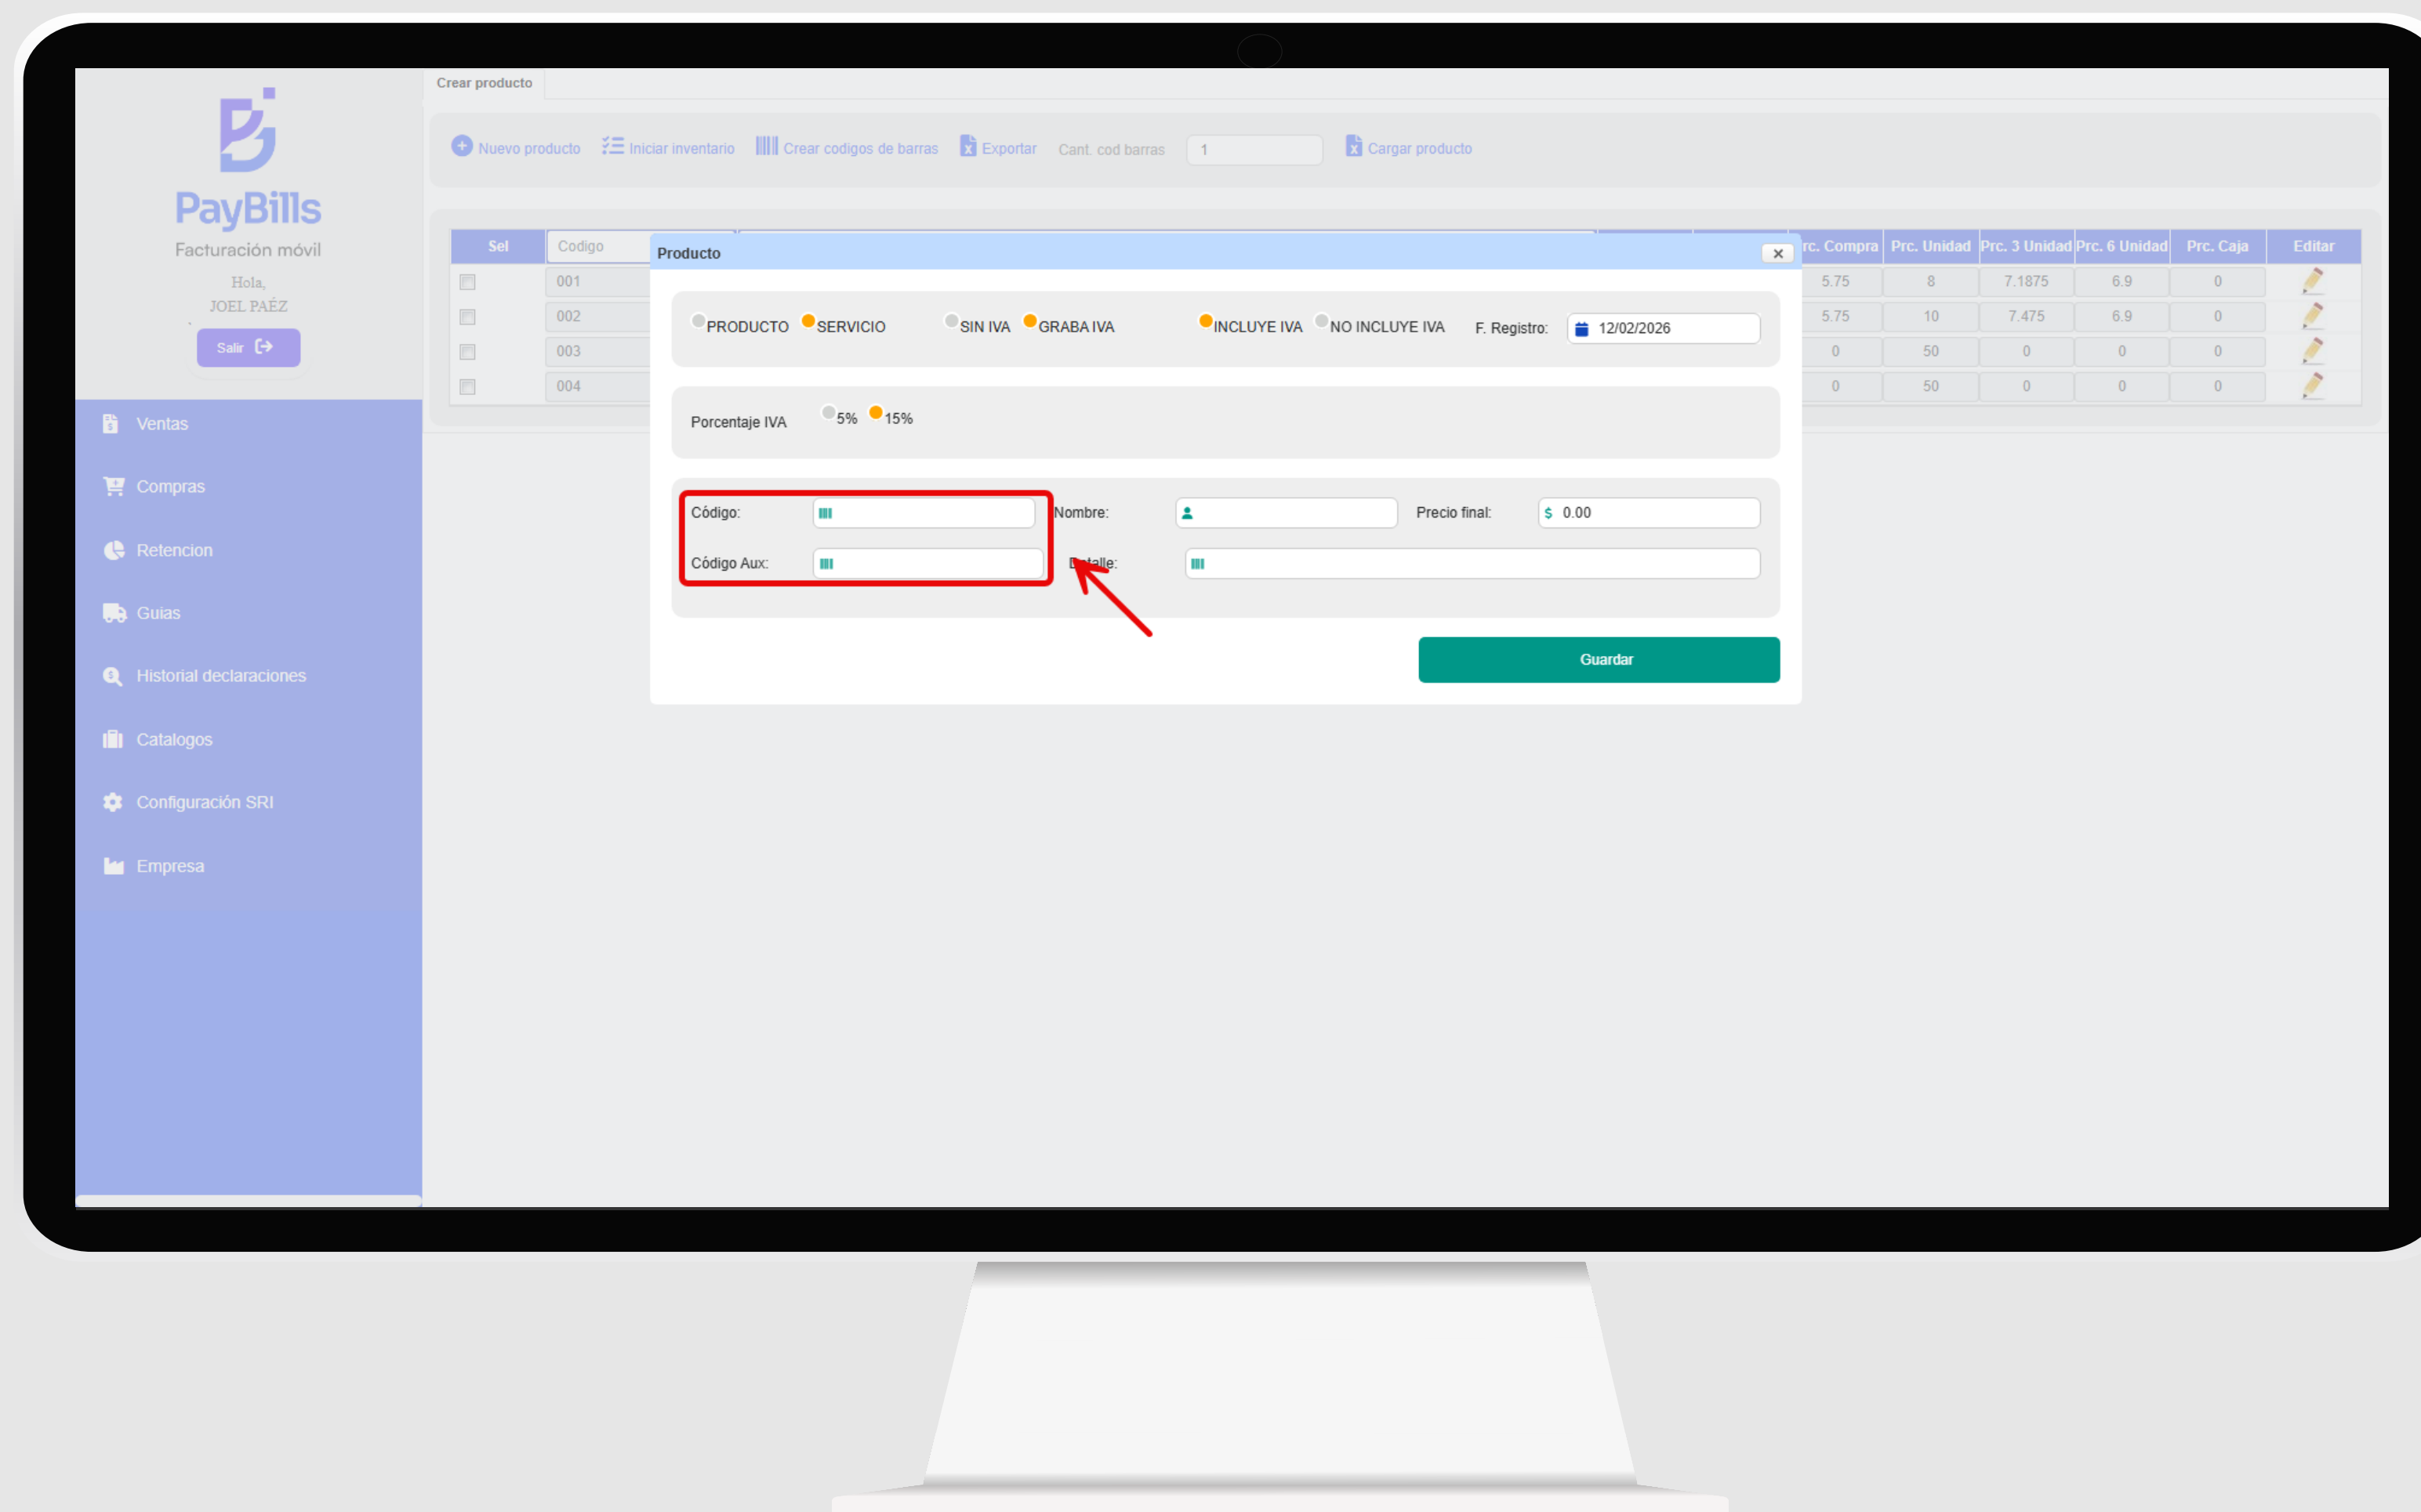 Crear producto
Nuevo producto Iniciar inventario Crear codigos de barras Exportar Cant. cod barras 1 Cargar producto
PayBills
Facturación móvil
Hola,
JOEL PAÉZ
Salir
Ventas
Compras
Retencion
Guias
Historial declaraciones
Catalogos
Configuración SRI
Empresa
Sel Codigo rc. Compra Prc. Unidad Prc. 3 Unidad Prc. 6 Unidad Prc. Caja Editar
001 5.75 8 7.1875 6.9 0
002 5.75 10 7.475 6.9 0
003 0 50 0 0 0
004 0 50 0 0 0
Producto
PRODUCTO SERVICIO SIN IVA GRABA IVA INCLUYE IVA NO INCLUYE IVA F. Registro: 12/02/2026
Porcentaje IVA 5% 15%
Código: Nombre: Precio final: $ 0.00
Código Aux: Detalle:
Guardar